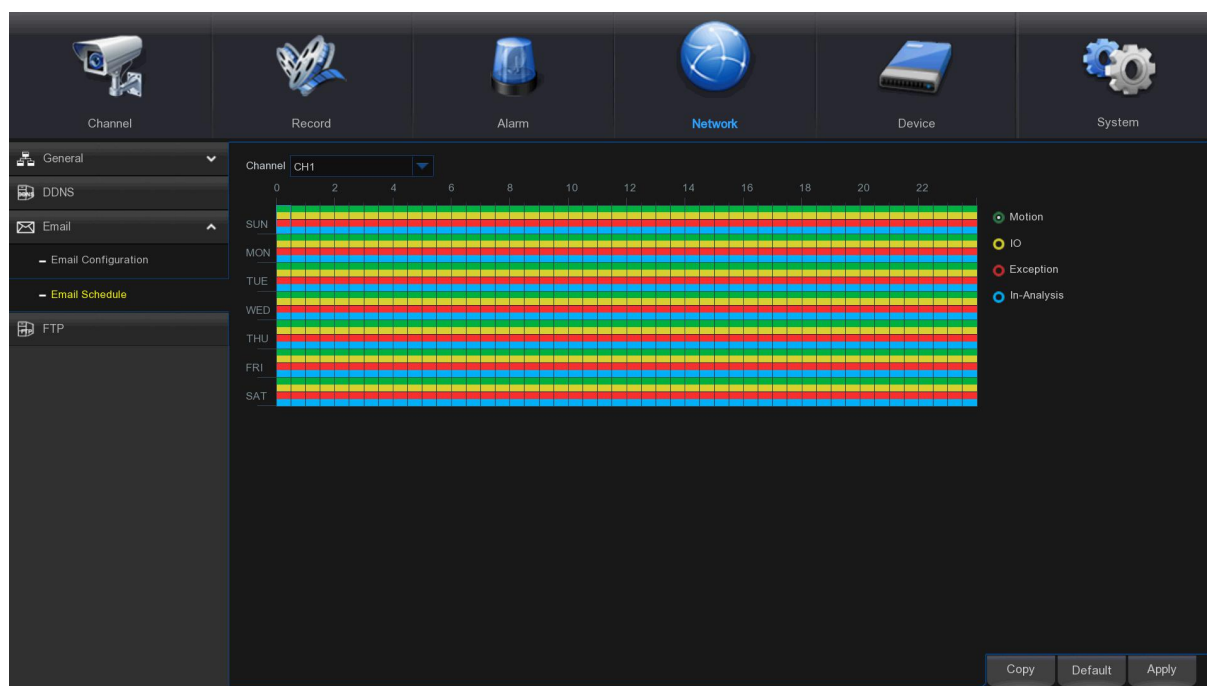 Channel Record Alarm Network Device System
General
DDNS
Email
Email Configuration
Email Schedule
FTP
Channel CH1
0 2 4 6 8 10 12 14 16 18 20 22
SUN
MON
TUE
WED
THU
FRI
SAT
Motion
IO
Exception
In-Analysis
Copy Default Apply